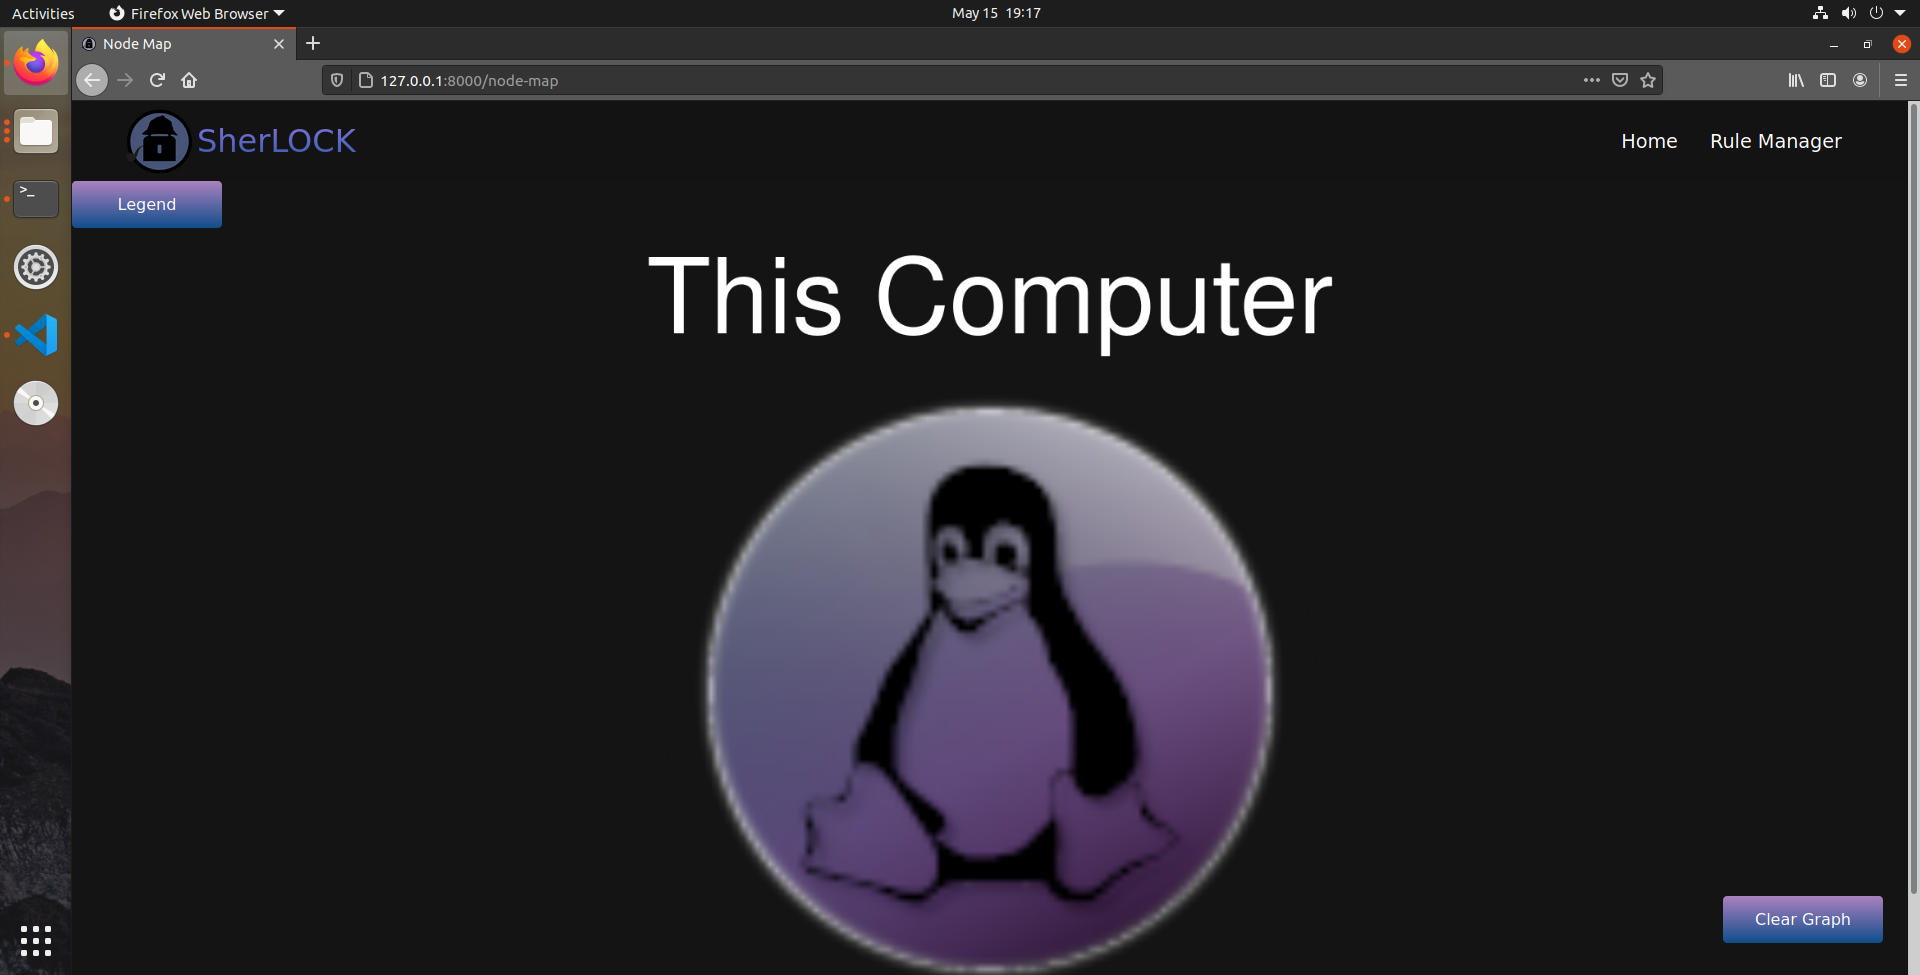 Activities
Firefox Web Browser
May 15 19:17
Node Map
127.0.0.1:8000/node-map
SherLOCK
Home
Rule Manager
Legend
This Computer
>_
Clear Graph